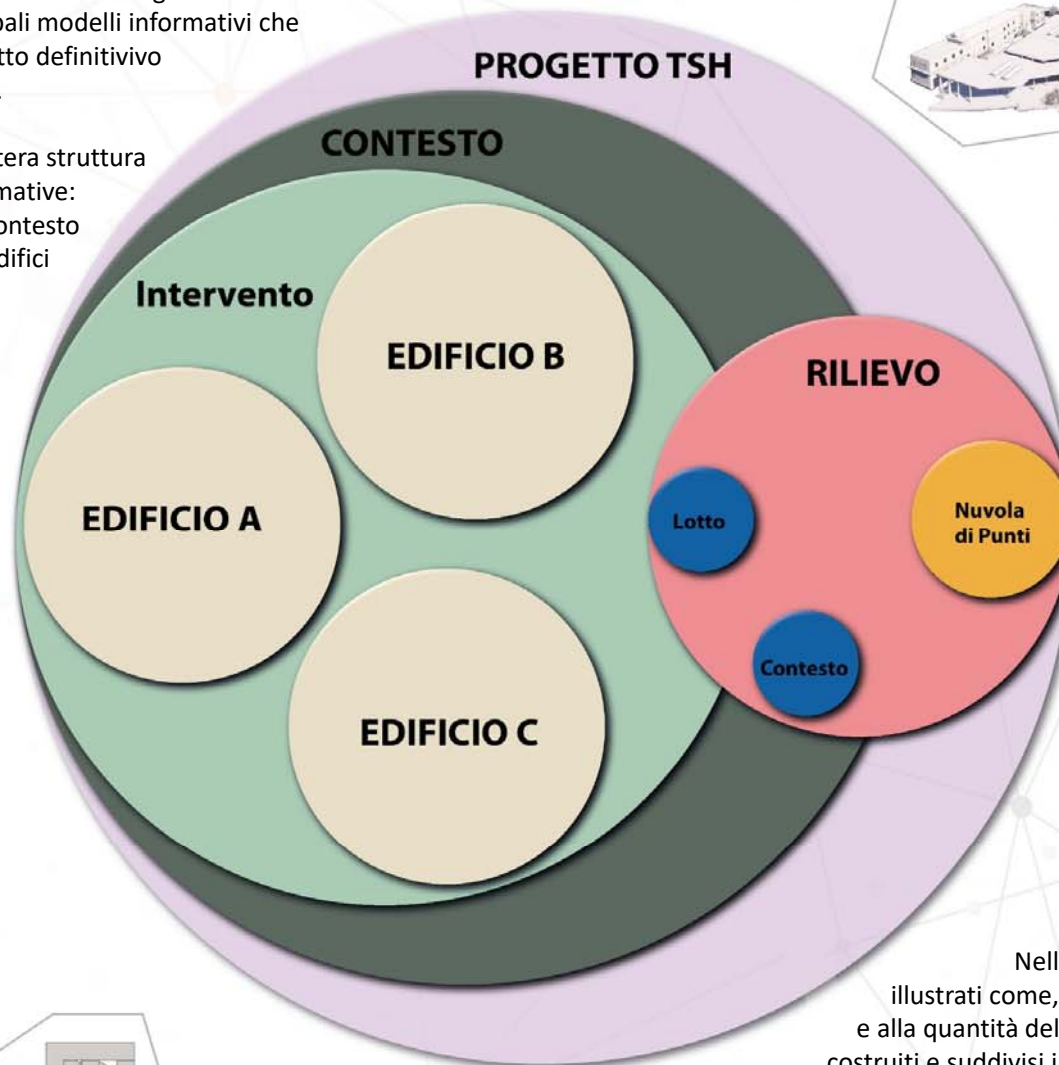 pali modelli informativi che
tto definitivivo
.
tera struttura
mative:
ontesto
difici
PROGETTO TSH
CONTESTO
Intervento
EDIFICIO B
RILIEVO
EDIFICIO A
Lotto
Nuvola
di Punti
Contesto
EDIFICIO C
Nell
illustrati come,
e alla quantità del